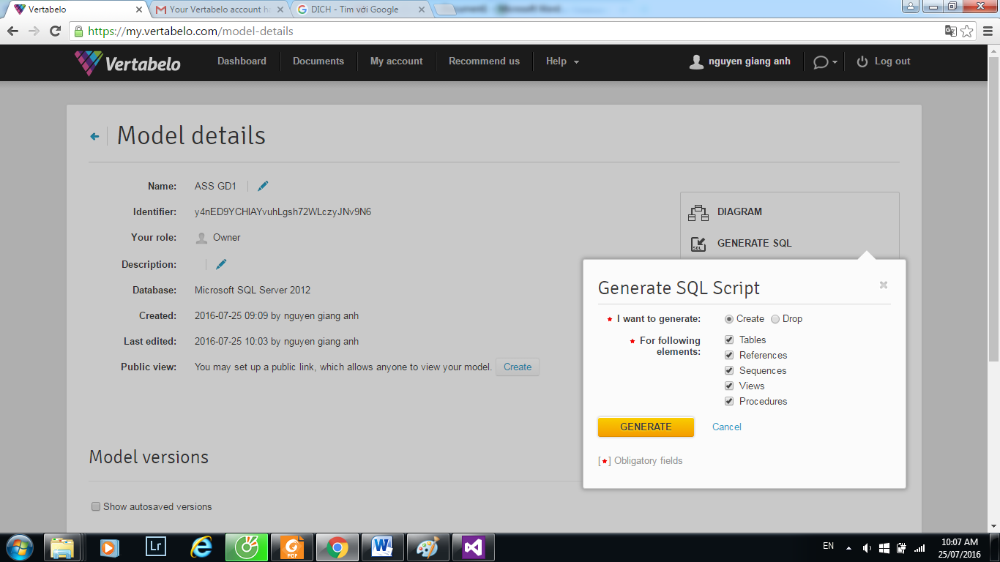 Vertabelo
Your Vertabelo account ha
DICH - Tìm với Google
https://my.vertabelo.com/model-details
Vertabelo
Dashboard
Documents
My account
Recommend us
Help
nguyen giang anh
Log out
Model details
Name: ASS GD1
Identifier: y4nED9YCHlAYvuhLgsh72WLczyJNv9N6
Your role: Owner
Description:
Database: Microsoft SQL Server 2012
Created: 2016-07-25 09:09 by nguyen giang anh
Last edited: 2016-07-25 10:03 by nguyen giang anh
Public view: You may set up a public link, which allows anyone to view your model. Create
DIAGRAM
SQL GENERATE SQL
Generate SQL Script
I want to generate: Create Drop
For following
elements:
Tables
References
Sequences
Views
Procedures
GENERATE Cancel
[★] Obligatory fields
Model versions
Show autosaved versions
Lr
PDF
EN
10:07 AM
25/07/2016